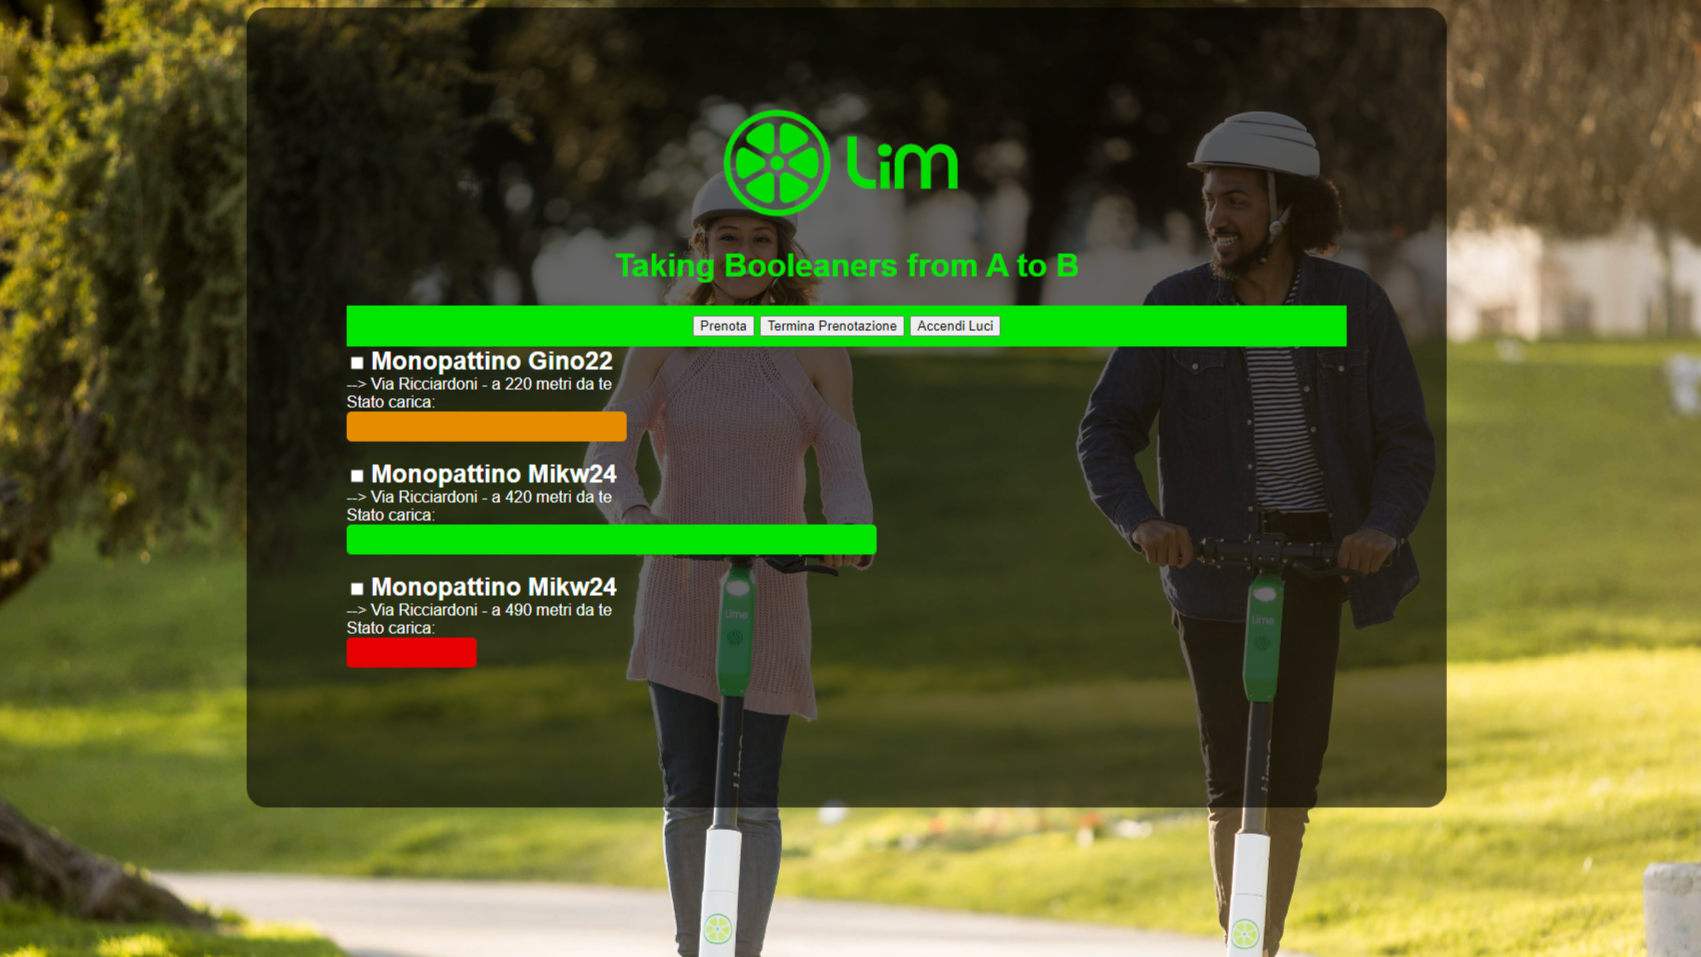 Lim
Taking Booleaners from A to B
Prenota
Termina Prenotazione
Accendi Luci
Monopattino Gino22
--> Via Ricciardoni - a 220 metri da te
Stato carica:
Monopattino Mikw24
--> Via Ricciardoni - a 420 metri da te
Stato carica:
Monopattino Mikw24
--> Via Ricciardoni - a 490 metri da te
Stato carica:
Lime
Lime